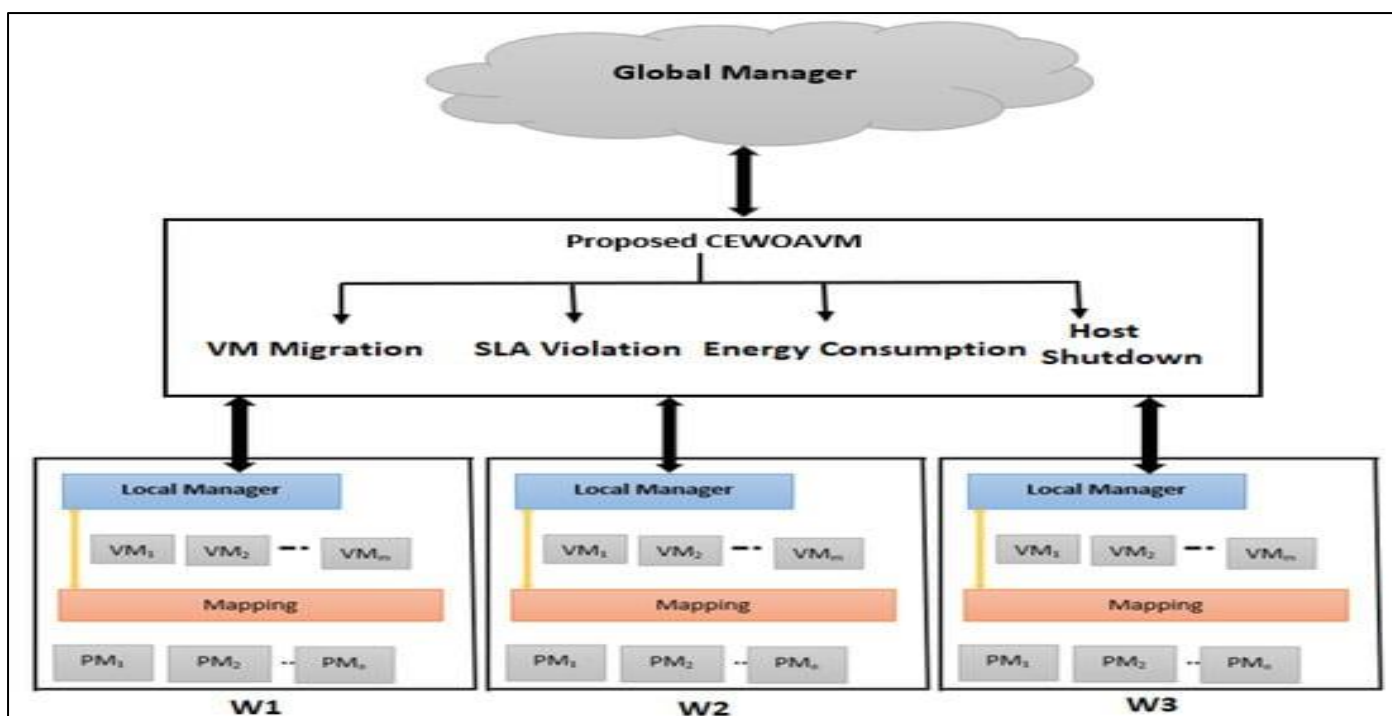 Global Manager
Proposed CEWOAVM
VM Migration SLA Violation Energy Consumption Host Shutdown
Local Manager Local Manager Local Manager
VM₁ VM₂ VMₘ VM₁ VM₂ VMₘ VM₁ VM₂ VMₘ
Mapping Mapping Mapping
PM₁ PM₂ PMₙ PM₁ PM₂ PMₙ PM₁ PM₂ PMₙ
W1 W2 W3